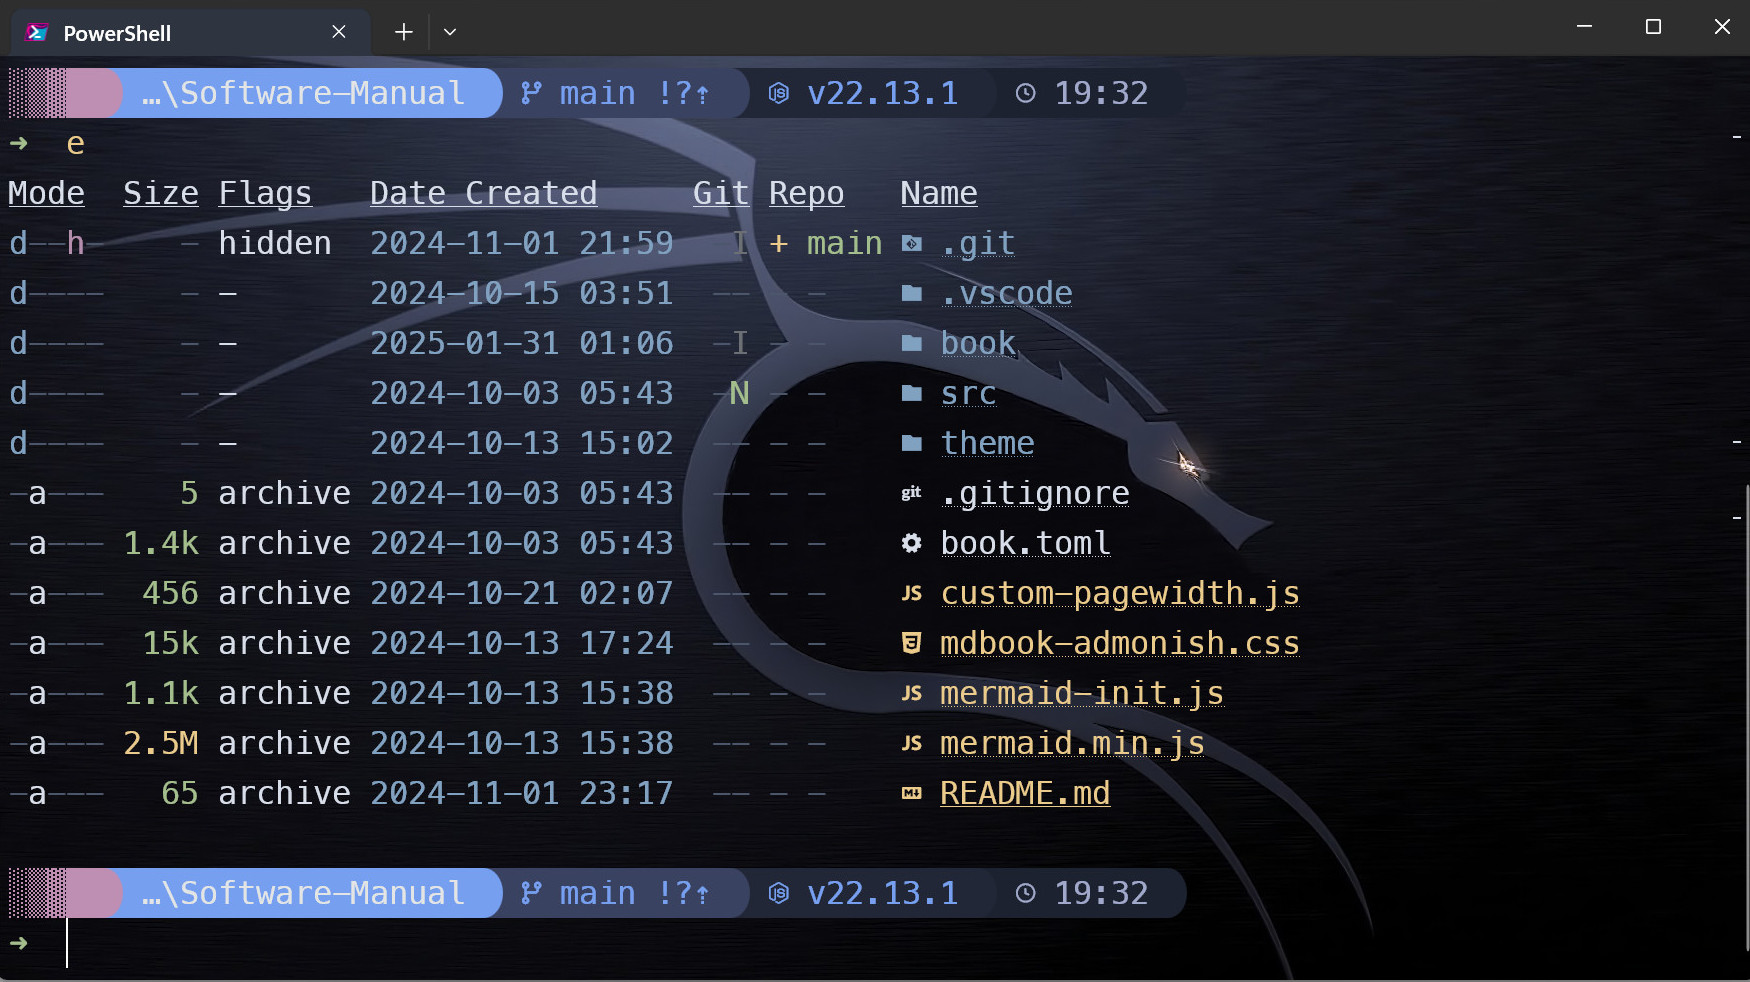 PowerShell
…\Software-Manual main !?⇡ v22.13.1 19:32
➜ e
Mode Size Flags Date Created Git Repo Name
d--h- - hidden 2024-11-01 21:59 -I + main .git
d---- - - 2024-10-15 03:51 -- - - .vscode
d---- - - 2025-01-31 01:06 -I - - book
d---- - - 2024-10-03 05:43 -N - - src
d---- - - 2024-10-13 15:02 -- - - theme
-a--- 5 archive 2024-10-03 05:43 -- - - git .gitignore
-a--- 1.4k archive 2024-10-03 05:43 -- - - book.toml
-a--- 456 archive 2024-10-21 02:07 -- - - JS custom-pagewidth.js
-a--- 15k archive 2024-10-13 17:24 -- - - mdbook-admonish.css
-a--- 1.1k archive 2024-10-13 15:38 -- - - JS mermaid-init.js
-a--- 2.5M archive 2024-10-13 15:38 -- - - JS mermaid.min.js
-a--- 65 archive 2024-11-01 23:17 -- - - README.md
…\Software-Manual main !?⇡ v22.13.1 19:32
➜